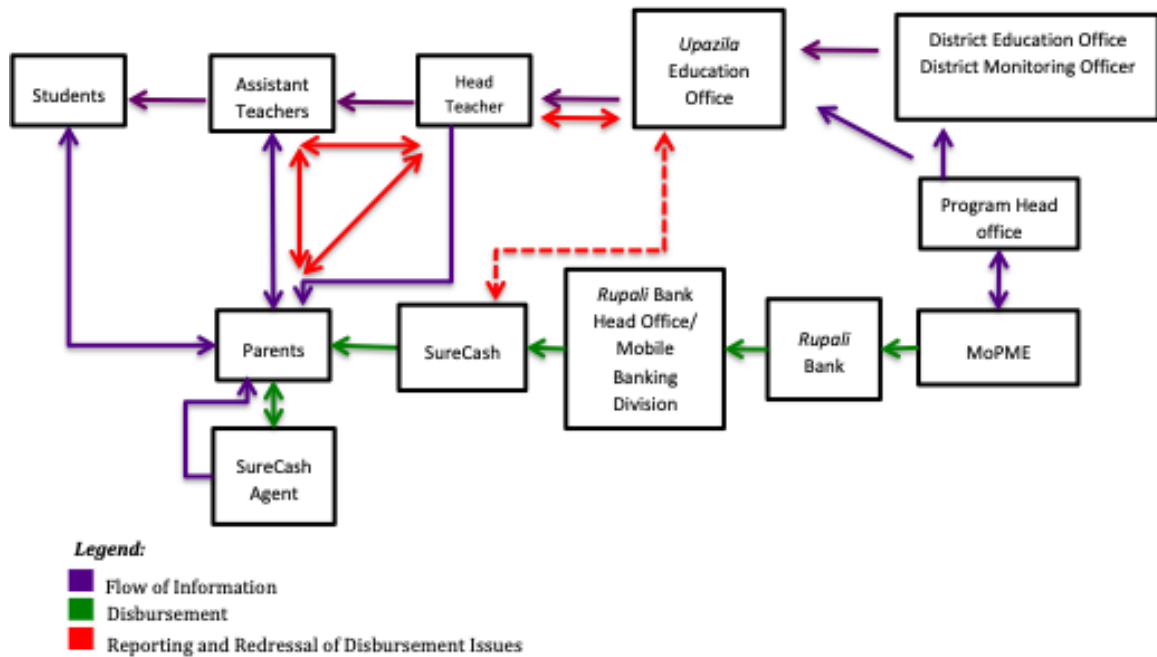 Students
Assistant
Teachers
Head
Teacher
Upazila
Education
Office
District Education Office
District Monitoring Officer
Program Head
office
Parents
SureCash
Rupali Bank
Head Office/
Mobile
Banking
Division
Rupali
Bank
MoPME
SureCash
Agent
Legend:
Flow of Information
Disbursement
Reporting and Redressal of Disbursement Issues